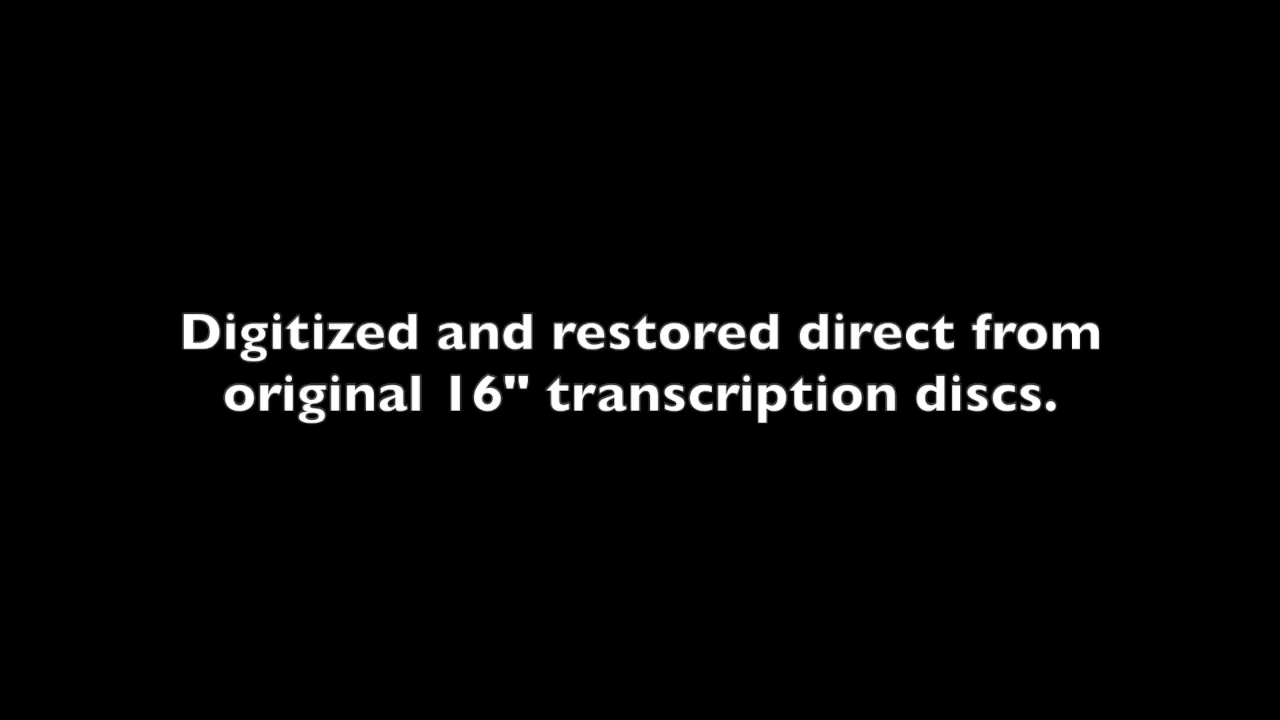 Digitized and restored direct from
original 16" transcription discs.